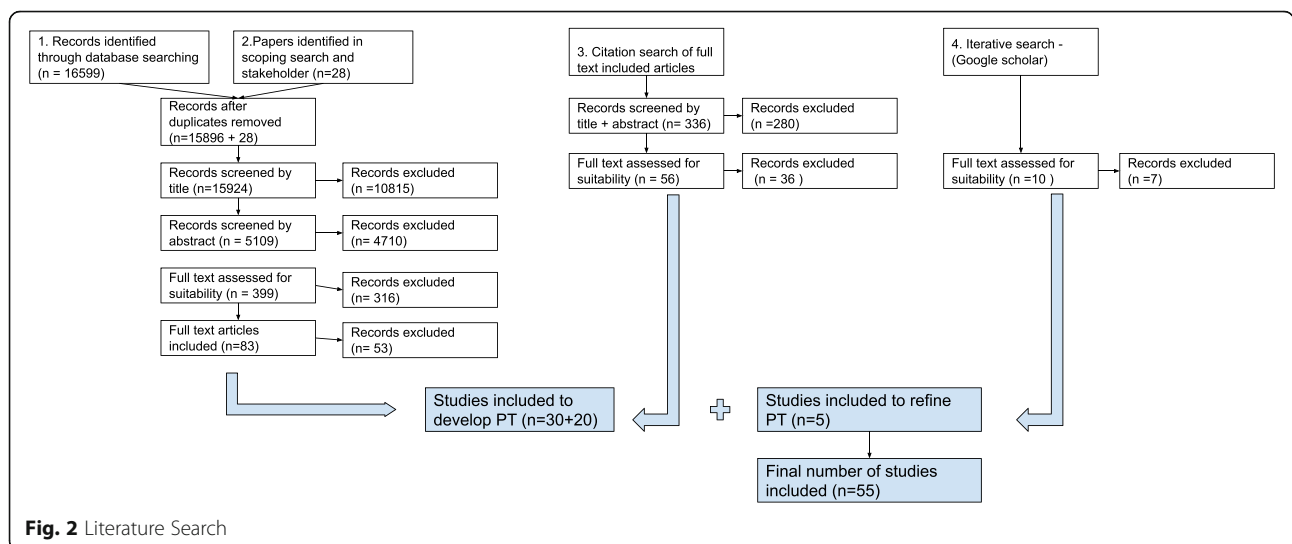 1. Records identified
through database searching
(n = 16599)
2.Papers identified in
scoping search and
stakeholder (n=28)
Records after
duplicates removed
(n=15896 + 28)
Records screened by
title (n=15924)
Records excluded
(n =10815)
Records screened by
abstract (n = 5109)
Records excluded
(n= 4710)
Full text assessed for
suitability (n = 399)
Records excluded
(n= 316)
Full text articles
included (n=83)
Records excluded
(n= 53)
3. Citation search of full
text included articles
Records screened by
title + abstract (n= 336)
Records excluded
(n =280)
Full text assessed for
suitability (n = 56)
Records excluded
(n = 36 )
4. Iterative search -
(Google scholar)
Full text assessed for
suitability (n =10 )
Records excluded
(n =7)
Studies included to
develop PT (n=30+20)
Studies included to refine
PT (n=5)
Final number of studies
included (n=55)
Fig. 2 Literature Search